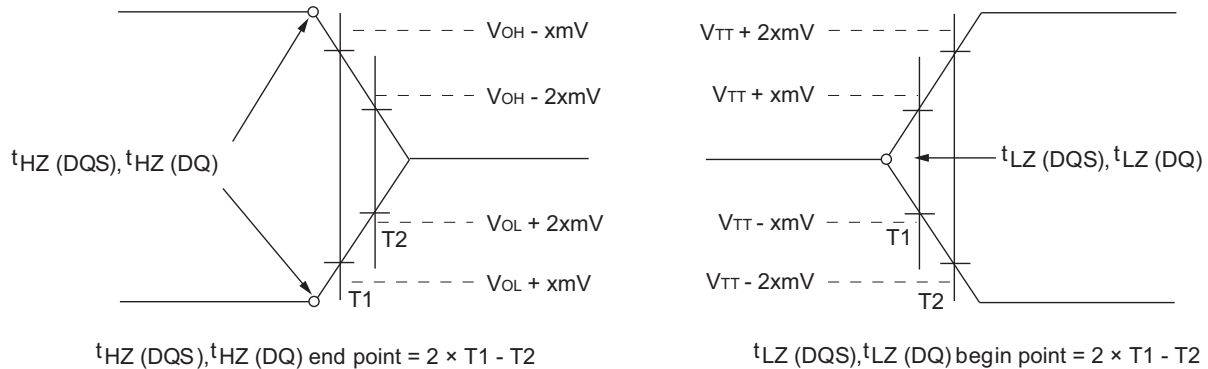 VOH - xmV
VOH - 2xmV
tHZ (DQS), tHZ (DQ)
VOL + 2xmV
T2
VOL + xmV
T1
tHZ (DQS), tHZ (DQ) end point = 2 × T1 - T2
VTT + 2xmV
VTT + xmV
tLZ (DQS), tLZ (DQ)
VTT - xmV
T1
VTT - 2xmV
T2
tLZ (DQS), tLZ (DQ) begin point = 2 × T1 - T2